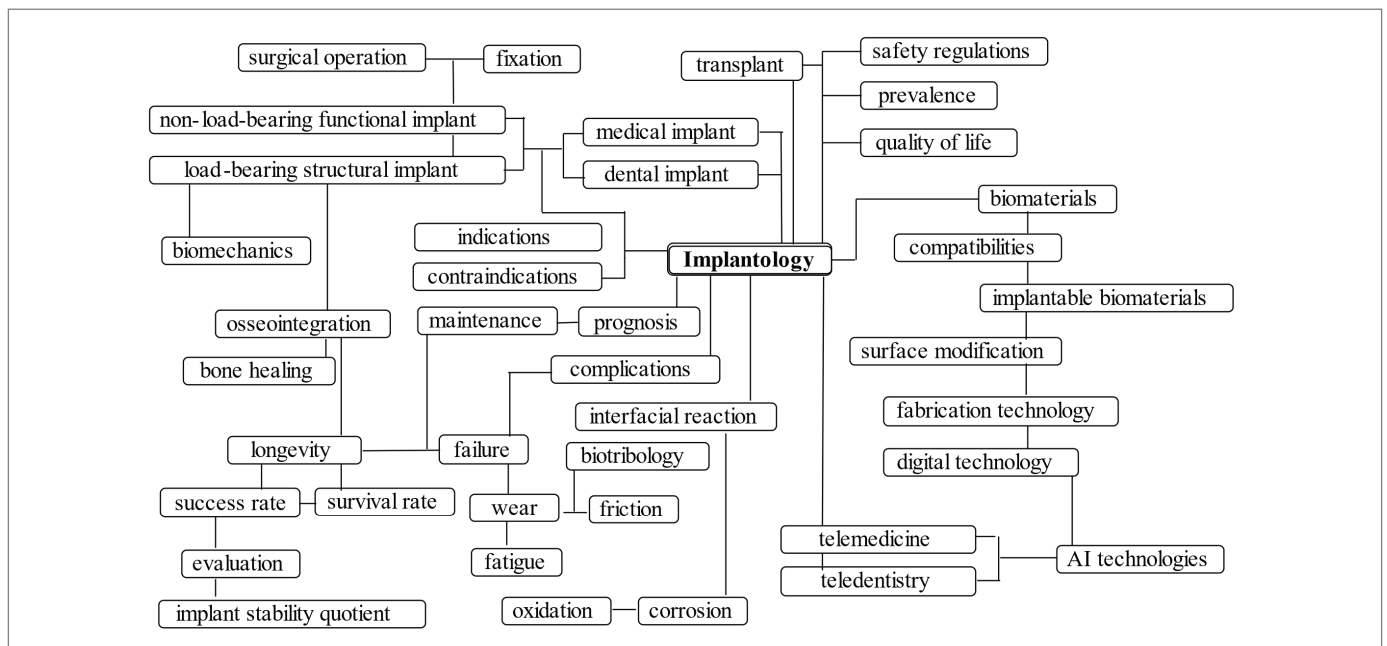 surgical operation
fixation
transplant
safety regulations
prevalence
quality of life
non-load-bearing functional implant
load-bearing structural implant
medical implant
dental implant
biomechanics
indications
contraindications
Implantology
biomaterials
compatibilities
implantable biomaterials
surface modification
fabrication technology
digital technology
osseointegration
bone healing
maintenance
prognosis
complications
interfacial reaction
longevity
failure
biotribology
success rate
survival rate
wear
friction
evaluation
fatigue
implant stability quotient
oxidation
corrosion
telemedicine
teledentistry
AI technologies